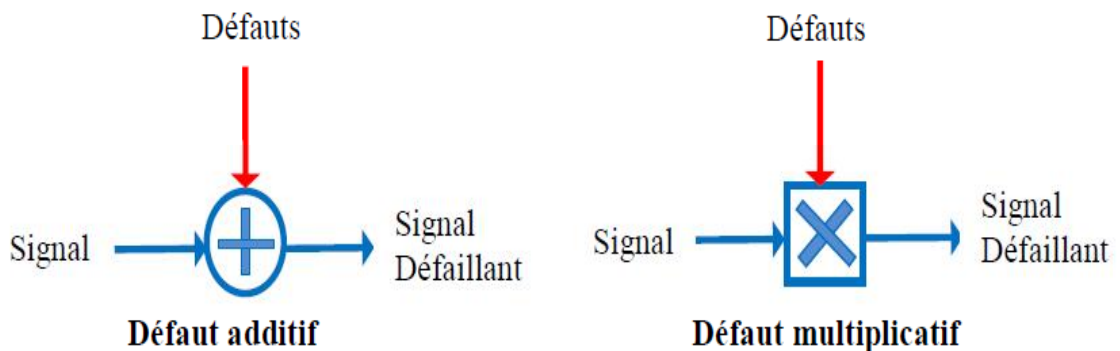 Défauts
Signal
Signal
Défaillant
Défaut additif
Défauts
Signal
Signal
Défaillant
Défaut multiplicatif